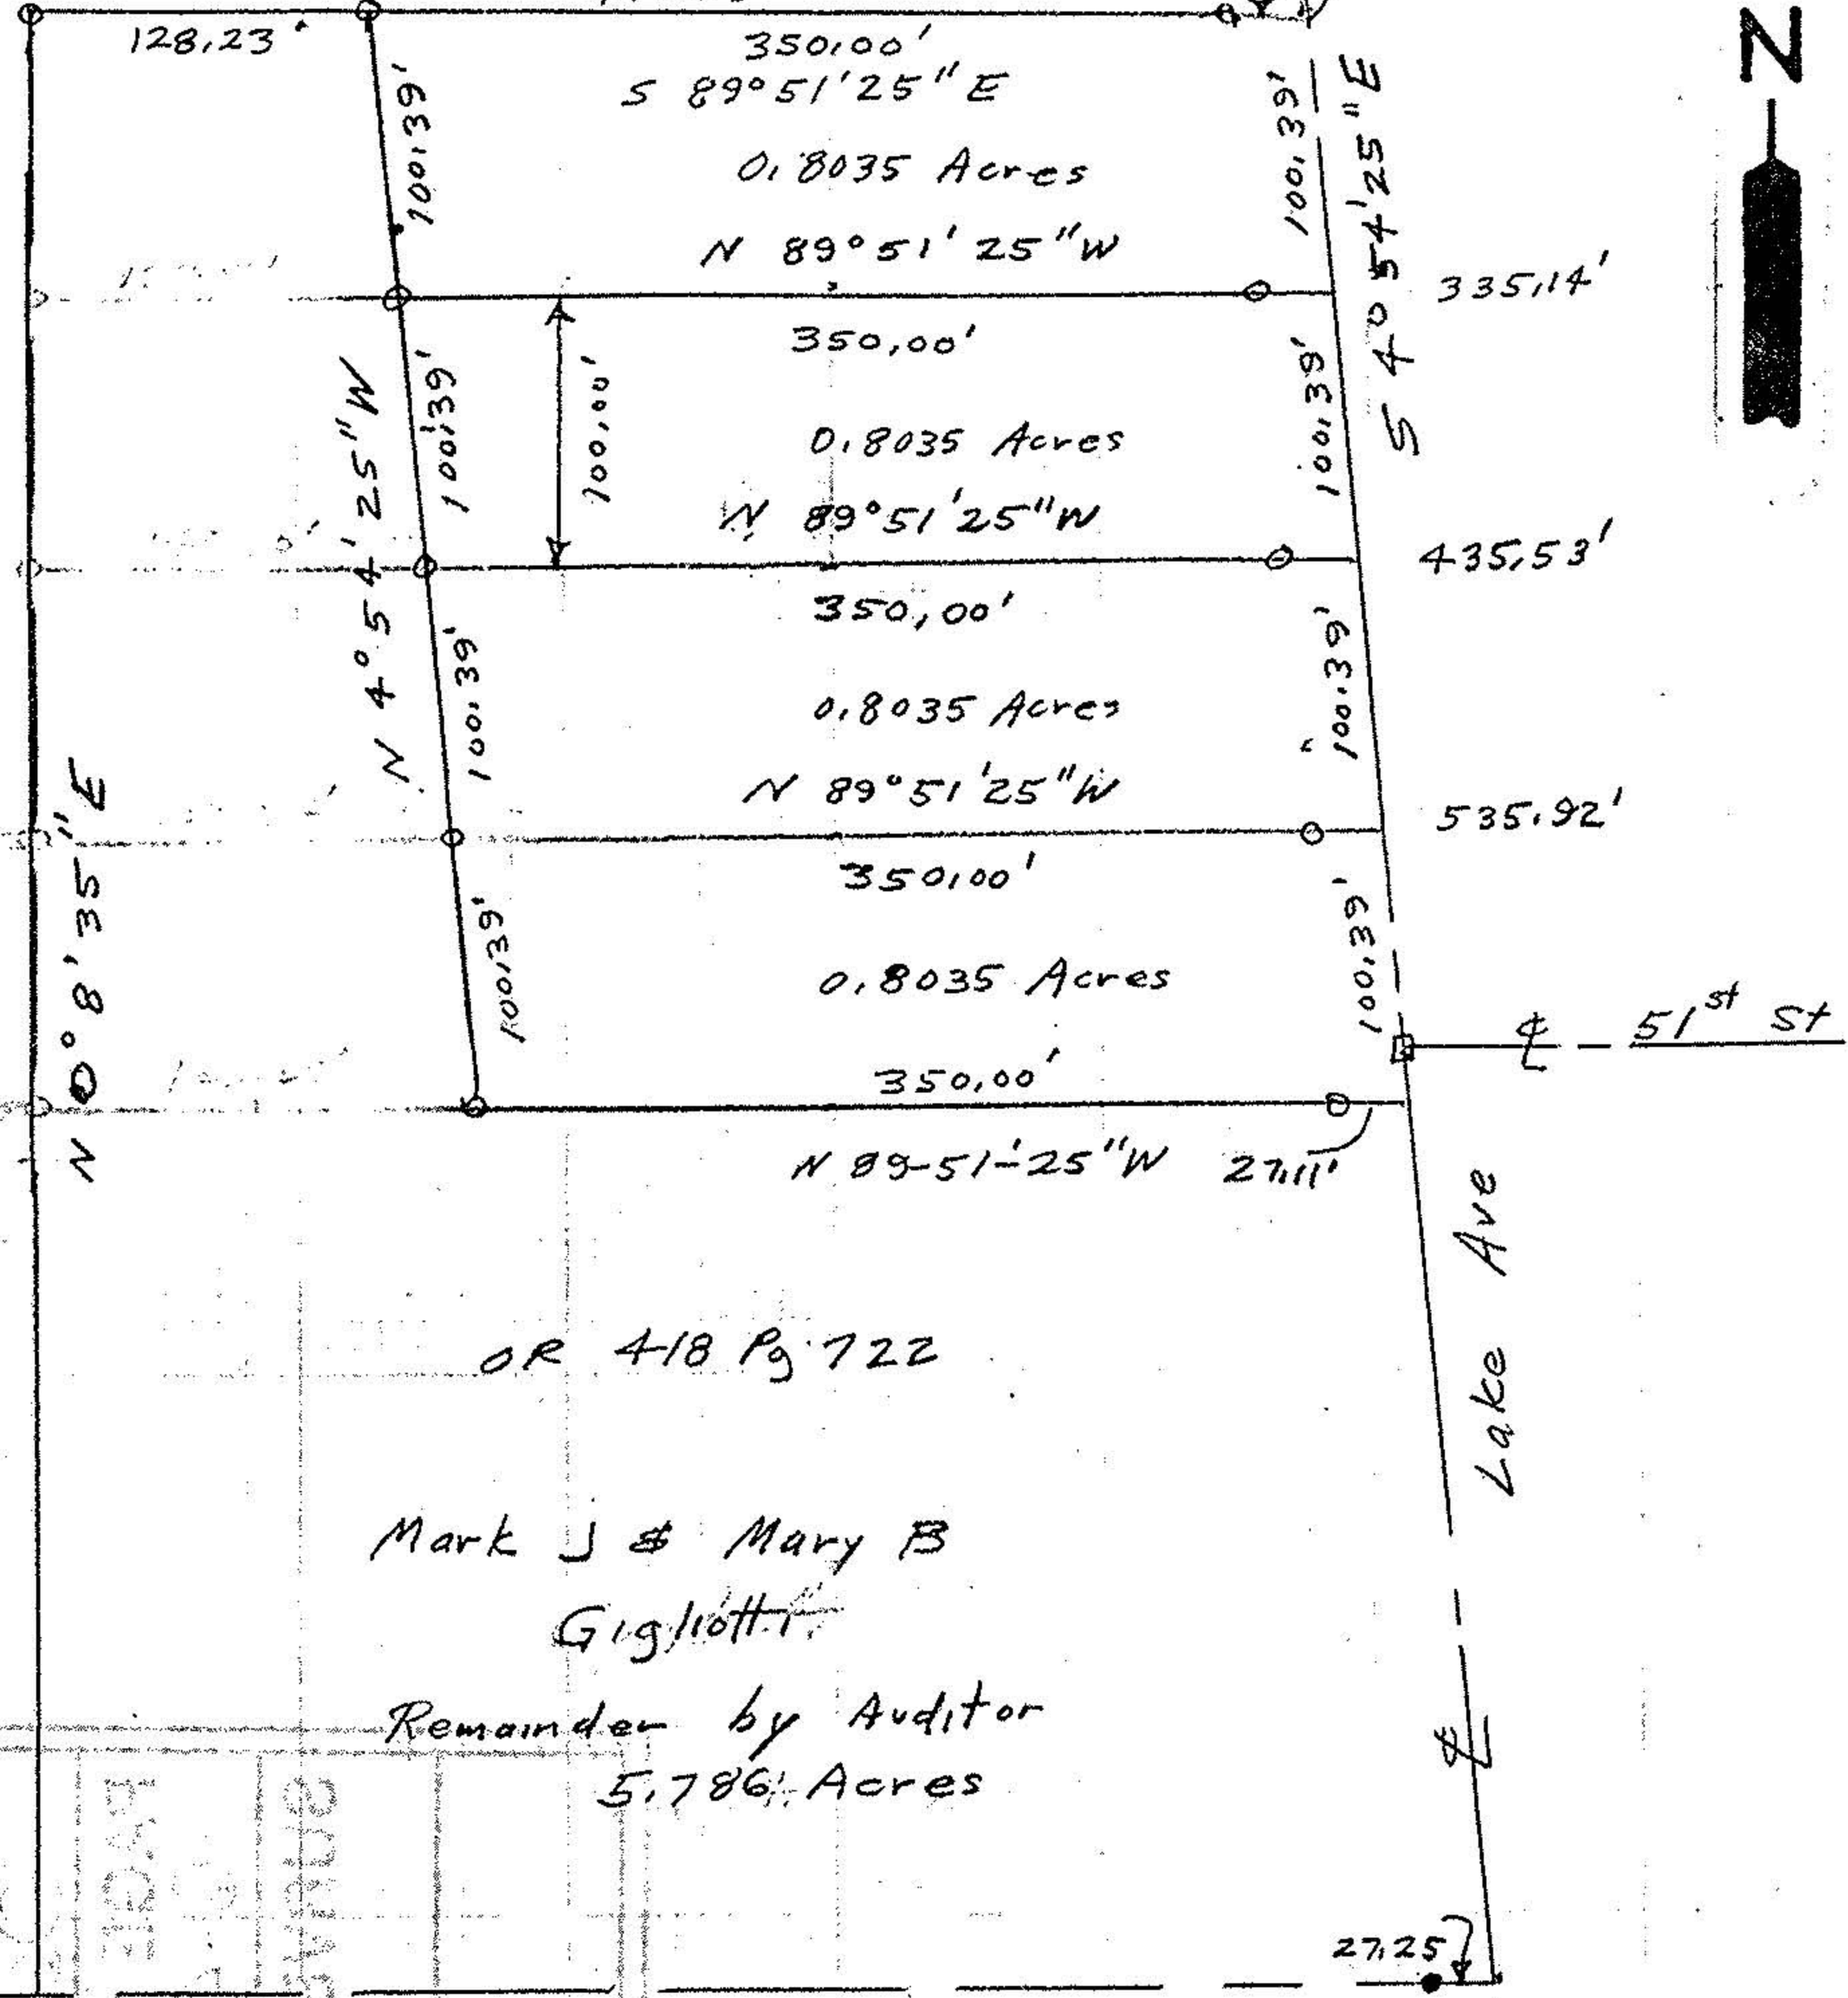 N
128.23'
350.00'
S 89°51'25" E
100.39'
100.39'
S 4°54'25"E
0.8035 Acres
N 89°51'25"W
335.14'
350.00'
N 4°54'25"W
100.39'
100.00'
100.39'
0.8035 Acres
N 89°51'25"W
435.53'
350.00'
100.39'
100.39'
0.8035 Acres
N 89°51'25"W
535.92'
350.00'
N 0°8'35"E
100.39'
100.39'
0.8035 Acres
51st St
350.00'
N 89-51-25"W 27.11'
Lake Ave
OR 418 Pg 722
Mark J & Mary B
Gigliotti
Remainder by Auditor
5.786 Acres
PAGE
27.25